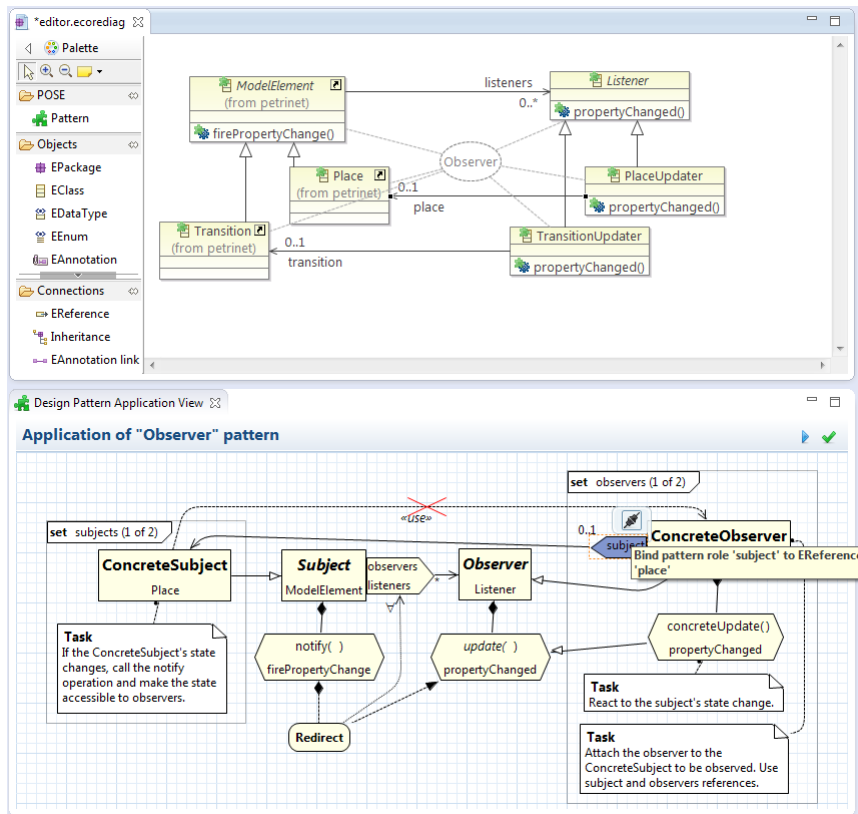 *editor.ecorediag
Palette
POSE
Pattern
Objects
EPackage
EClass
EDataType
EEnum
EAnnotation
Connections
EReference
Inheritance
EAnnotation link
ModelElement
(from petrinet)
firePropertyChange()
listeners
0..*
Listener
propertyChanged()
Observer
Place
(from petrinet)
0..1
place
PlaceUpdater
propertyChanged()
Transition
(from petrinet)
0..1
transition
TransitionUpdater
propertyChanged()
Design Pattern Application View
Application of "Observer" pattern
set observers (1 of 2)
«use»
set subjects (1 of 2)
0..1
subject
ConcreteObserver
Bind pattern role 'subject' to EReference
'place'
ConcreteSubject
Place
Subject
ModelElement
observers
listeners
*
Observer
Listener
Task
If the ConcreteSubject's state
changes, call the notify
operation and make the state
accessible to observers.
notify( )
firePropertyChange
∀
update( )
propertyChanged
concreteUpdate()
propertyChanged
Task
React to the subject's state change.
Redirect
Task
Attach the observer to the
ConcreteSubject to be observed. Use
subject and observers references.